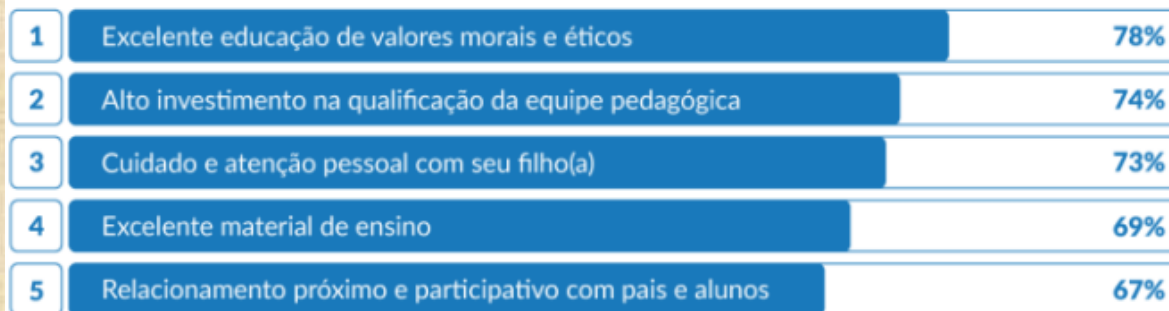 1 Excelente educação de valores morais e éticos 78%
2 Alto investimento na qualificação da equipe pedagógica 74%
3 Cuidado e atenção pessoal com seu filho(a) 73%
4 Excelente material de ensino 69%
5 Relacionamento próximo e participativo com pais e alunos 67%